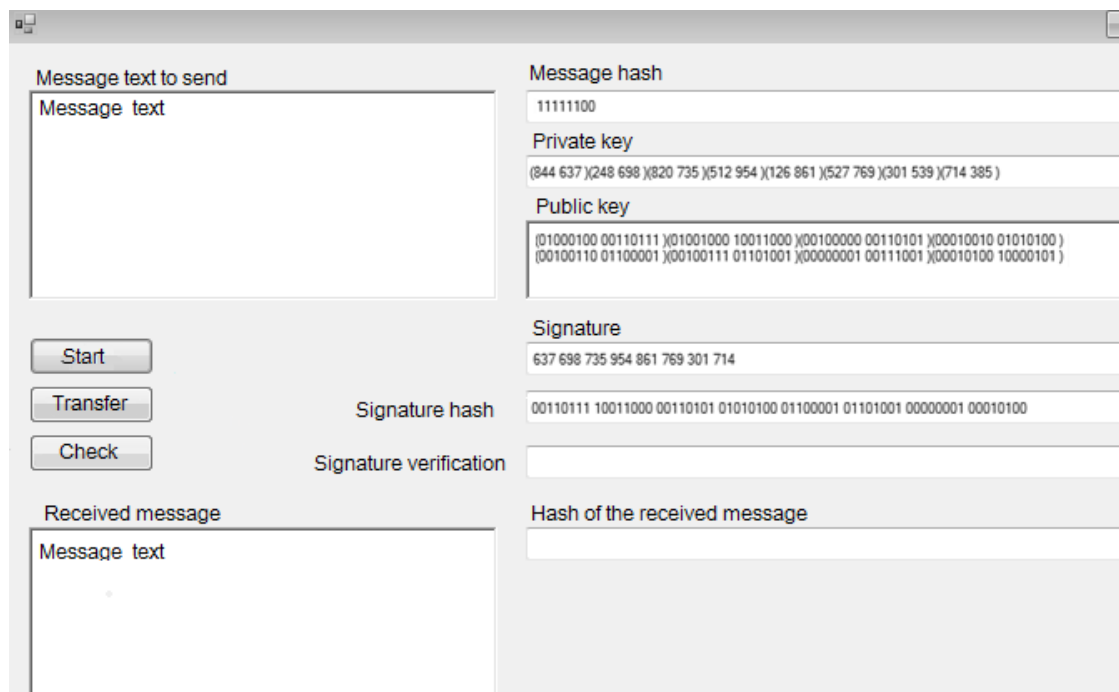 Message text to send
Message text
Message hash
11111100
Private key
(844 637 )(248 698 )(820 735 )(512 954 )(126 861 )(527 769 )(301 539 )(714 385 )
Public key
(01000100 00110111 )(01001000 10011000 )(00100000 00110101 )(00010010 01010100 )
(00100110 01100001 )(00100111 01101001 )(00000001 00111001 )(00010100 10000101 )
Start
Transfer
Check
Signature
637 698 735 954 861 769 301 714
Signature hash
00110111 10011000 00110101 01010100 01100001 01101001 00000001 00010100
Signature verification
Received message
Message text
Hash of the received message